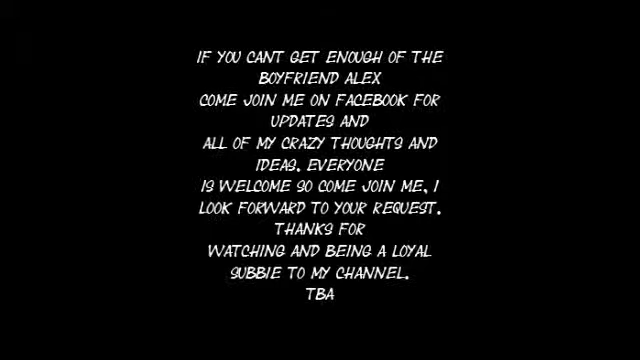 IF YOU CANT GET ENOUGH OF THE
BOYFRIEND ALEX
COME JOIN ME ON FACEBOOK FOR
UPDATES AND
ALL OF MY CRAZY THOUGHTS AND
IDEAS. EVERYONE
IS WELCOME SO COME JOIN ME, I
LOOK FORWARD TO YOUR REQUEST.
THANKS FOR
WATCHING AND BEING A LOYAL
SUBBIE TO MY CHANNEL.
TBA